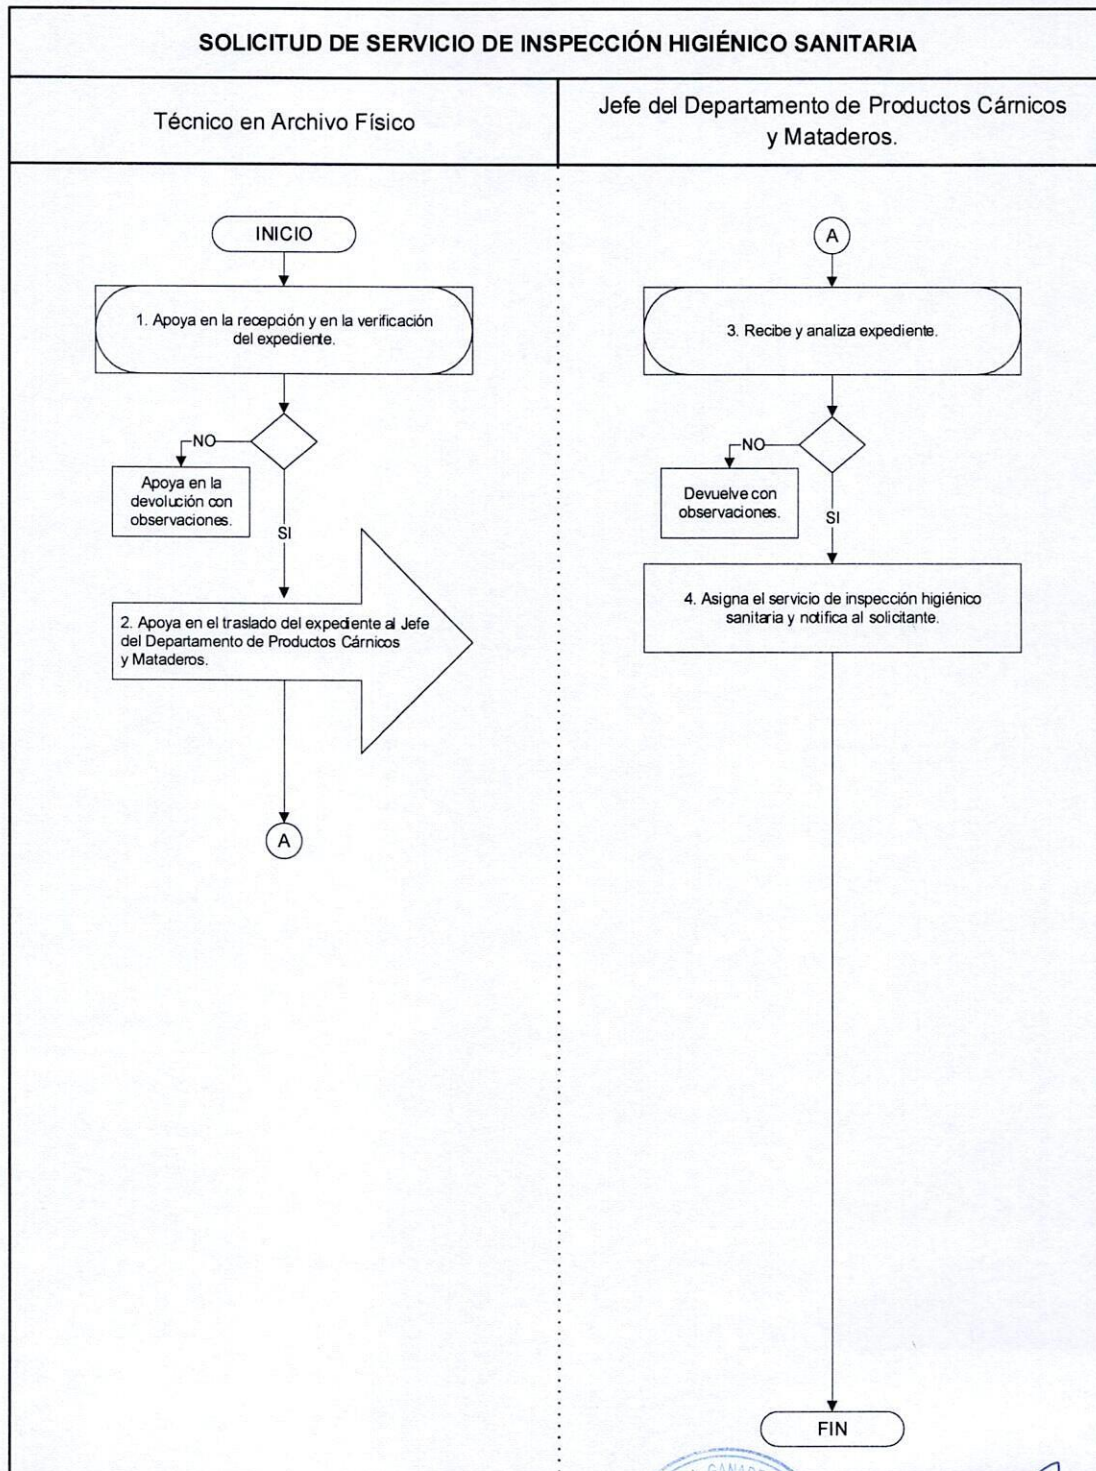 SOLICITUD DE SERVICIO DE INSPECCIÓN HIGIÉNICO SANITARIA
Técnico en Archivo Físico
Jefe del Departamento de Productos Cárnicos
y Mataderos.
INICIO
1. Apoya en la recepción y en la verificación
del expediente.
NO
Apoya en la
devolución con
observaciones.
SI
2. Apoya en el traslado del expediente al Jefe
del Departamento de Productos Cárnicos
y Mataderos.
A
A
3. Recibe y analiza expediente.
NO
Devuelve con
observaciones.
SI
4. Asigna el servicio de inspección higiénico
sanitaria y notifica al solicitante.
FIN